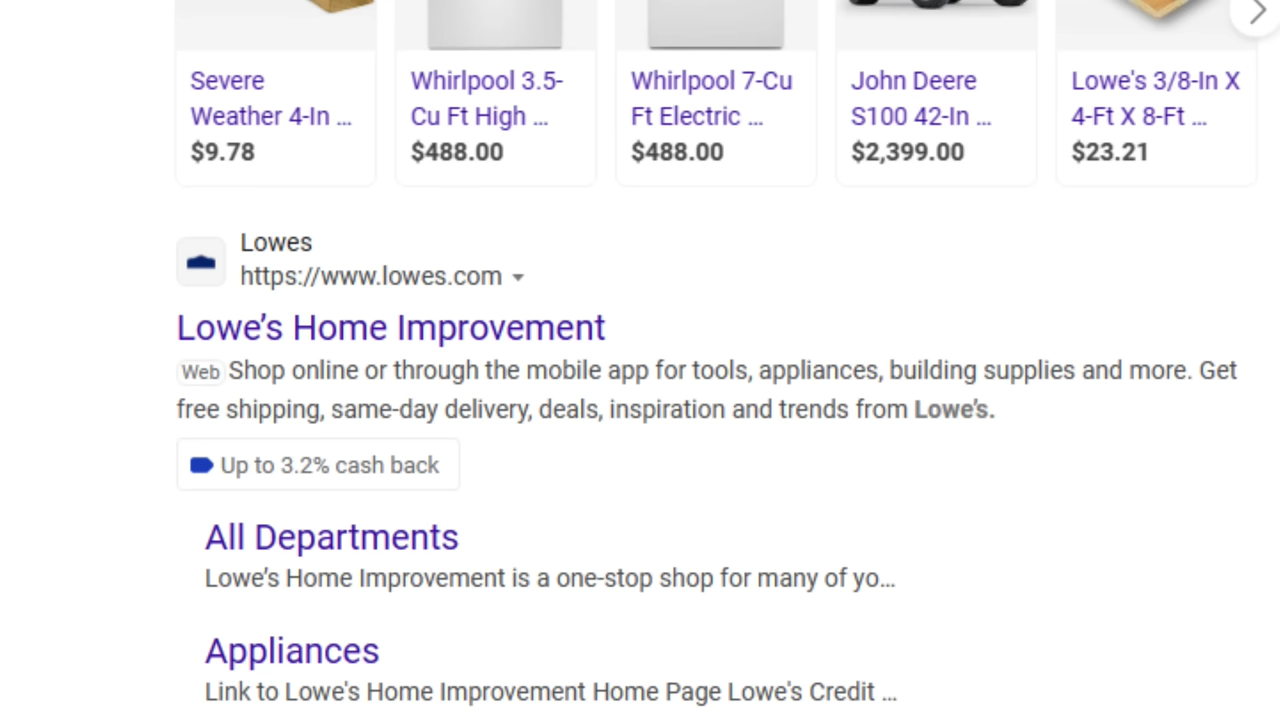 Severe
Weather 4-In ...
$9.78
Whirlpool 3.5-
Cu Ft High ...
$488.00
Whirlpool 7-Cu
Ft Electric ...
$488.00
John Deere
S100 42-In ...
$2,399.00
Lowe's 3/8-In X
4-Ft X 8-Ft ...
$23.21
Lowes
https://www.lowes.com
Lowe’s Home Improvement
Web Shop online or through the mobile app for tools, appliances, building supplies and more. Get
free shipping, same-day delivery, deals, inspiration and trends from Lowe’s.
Up to 3.2% cash back
All Departments
Lowe’s Home Improvement is a one-stop shop for many of yo...
Appliances
Link to Lowe's Home Improvement Home Page Lowe's Credit ...